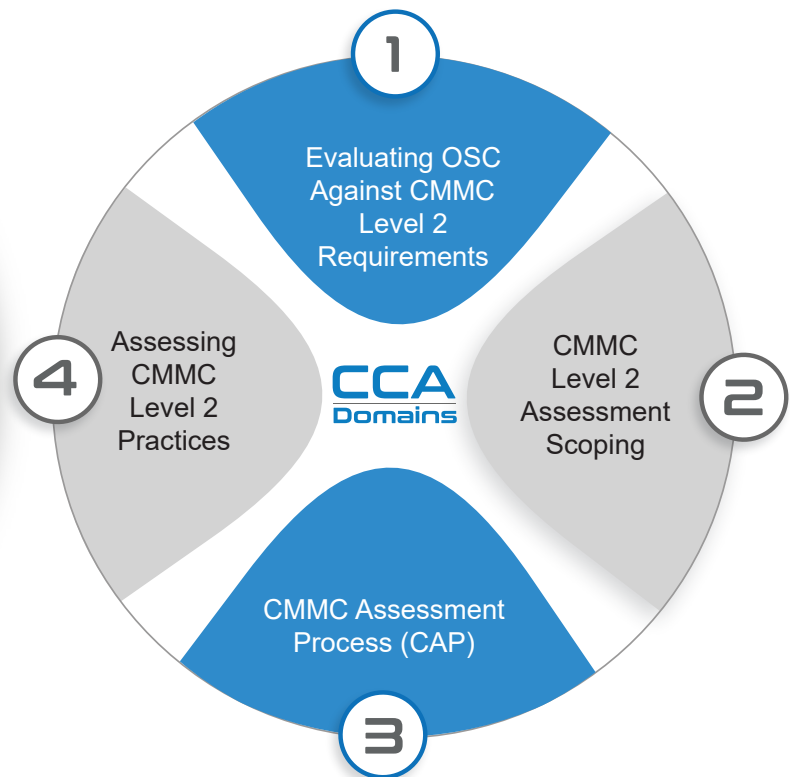 1
Evaluating OSC
Against CMMC
Level 2
Requirements
2
CMMC
Level 2
Assessment
Scoping
3
CMMC Assessment
Process (CAP)
4
Assessing
CMMC
Level 2
Practices
CCA
Domains